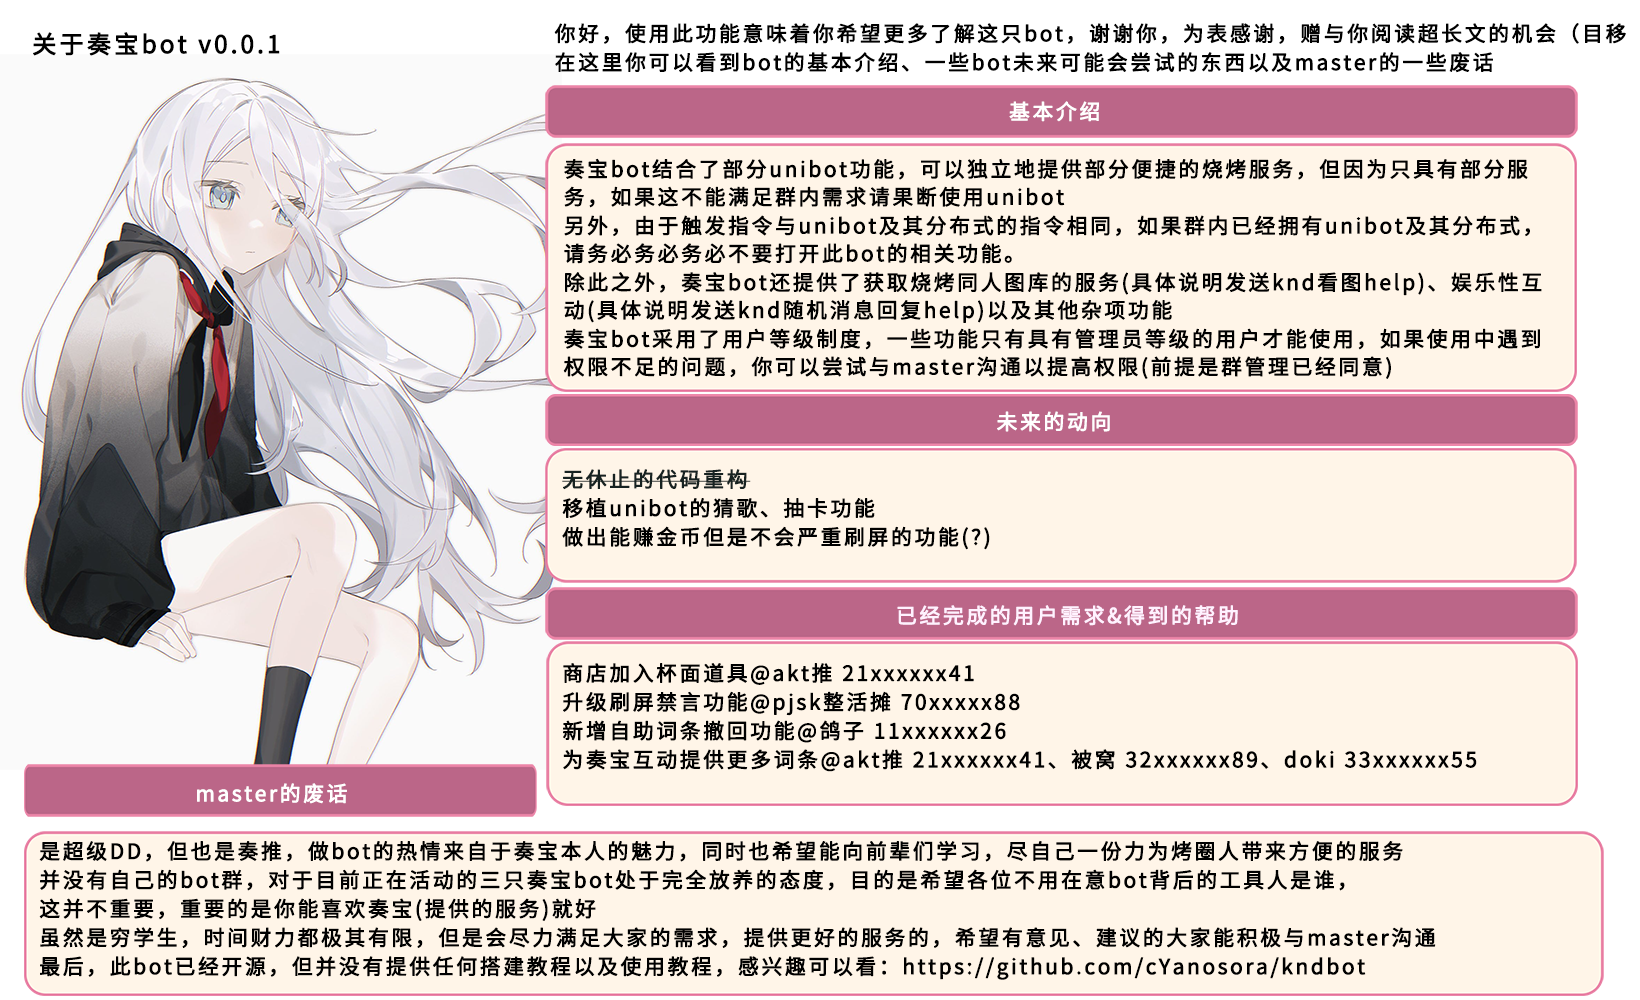 关于奏宝bot v0.0.1
你好，使用此功能意味着你希望更多了解这只bot，谢谢你，为表感谢，赠与你阅读超长文的机会（目移
在这里你可以看到bot的基本介绍、一些bot未来可能会尝试的东西以及master的一些废话
基本介绍
奏宝bot结合了部分unibot功能，可以独立地提供部分便捷的烧烤服务，但因为只具有部分服
务，如果这不能满足群内需求请果断使用unibot
另外，由于触发指令与unibot及其分布式的指令相同，如果群内已经拥有unibot及其分布式，
请务必务必务必不要打开此bot的相关功能。
除此之外，奏宝bot还提供了获取烧烤同人图库的服务(具体说明发送knd看图help)、娱乐性互
动(具体说明发送knd随机消息回复help)以及其他杂项功能
奏宝bot采用了用户等级制度，一些功能只有具有管理员等级的用户才能使用，如果使用中遇到
权限不足的问题，你可以尝试与master沟通以提高权限(前提是群管理已经同意)
未来的动向
无休止的代码重构
移植unibot的猜歌、抽卡功能
做出能赚金币但是不会严重刷屏的功能(?)
已经完成的用户需求&得到的帮助
商店加入杯面道具@akt推 21xxxxxx41
升级刷屏禁言功能@pjsk整活摊 70xxxxx88
新增自助词条撤回功能@鸽子 11xxxxxx26
为奏宝互动提供更多词条@akt推 21xxxxxx41、被窝 32xxxxxx89、doki 33xxxxxx55
master的废话
是超级DD，但也是奏推，做bot的热情来自于奏宝本人的魅力，同时也希望能向前辈们学习，尽自己一份力为烤圈人带来方便的服务
并没有自己的bot群，对于目前正在活动的三只奏宝bot处于完全放养的态度，目的是希望各位不用在意bot背后的工具人是谁，
这并不重要，重要的是你能喜欢奏宝(提供的服务)就好
虽然是穷学生，时间财力都极其有限，但是会尽力满足大家的需求，提供更好的服务的，希望有意见、建议的大家能积极与master沟通
最后，此bot已经开源，但并没有提供任何搭建教程以及使用教程，感兴趣可以看：https://github.com/cYanosora/kndbot